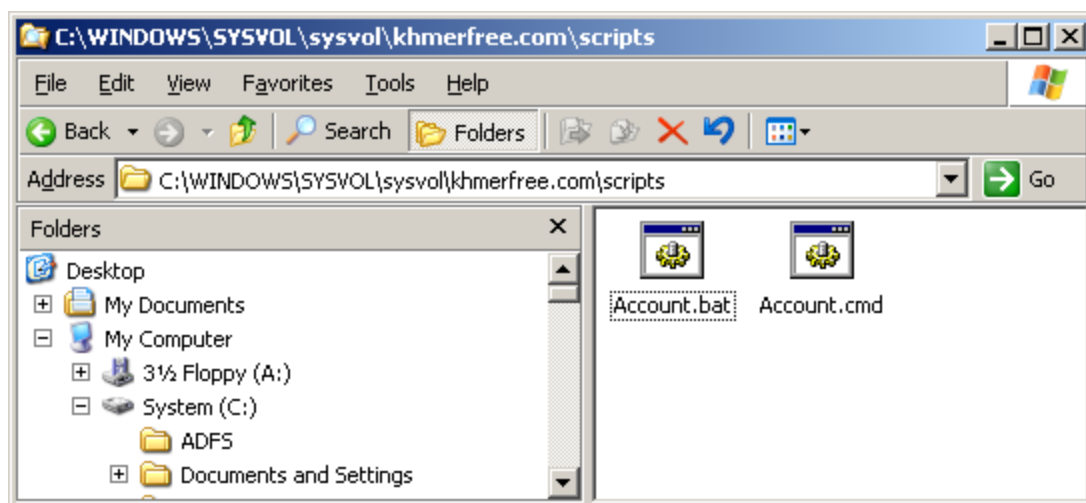 C:\WINDOWS\SYSVOL\sysvol\khmerfree.com\scripts
File Edit View Favorites Tools Help
Back Search Folders
Address C:\WINDOWS\SYSVOL\sysvol\khmerfree.com\scripts Go
Folders
Desktop
My Documents
My Computer
3½ Floppy (A:)
System (C:)
ADFS
Documents and Settings
Account.bat Account.cmd